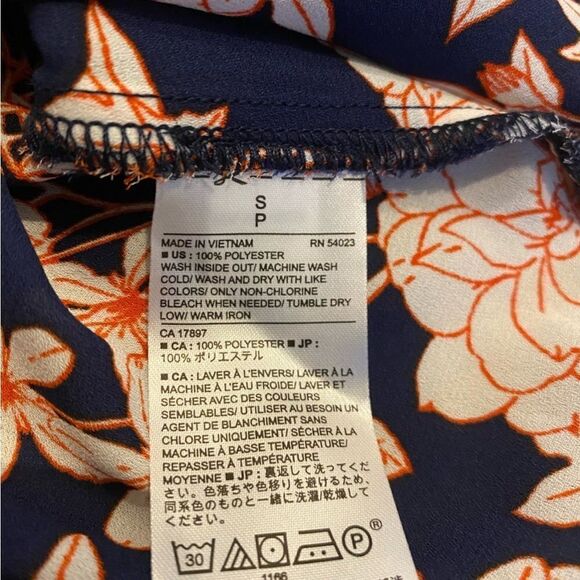 S
P
MADE IN VIETNAM RN 54023
■ US : 100% POLYESTER
WASH INSIDE OUT/ MACHINE WASH
COLD/ WASH AND DRY WITH LIKE
COLORS/ ONLY NON-CHLORINE
BLEACH WHEN NEEDED/ TUMBLE DRY
LOW/ WARM IRON
CA 17897
■ CA : 100% POLYESTER ■ JP :
100% ポリエステル
■ CA : LAVER À L'ENVERS/ LAVER À LA
MACHINE À L'EAU FROIDE/ LAVER ET
SÉCHER AVEC DES COULEURS
SEMBLABLES/ UTILISER AU BESOIN UN
AGENT DE BLANCHIMENT SANS
CHLORE UNIQUEMENT/ SÉCHER À LA
MACHINE À BASSE TEMPÉRATURE/
REPASSER À TEMPÉRATURE
MOYENNE ■ JP : 裏返して洗ってくだ
さい。色落ちや色移りを避けるため、
同系色のものと一緒に洗濯/乾燥して
ください。
30 P ®
1166